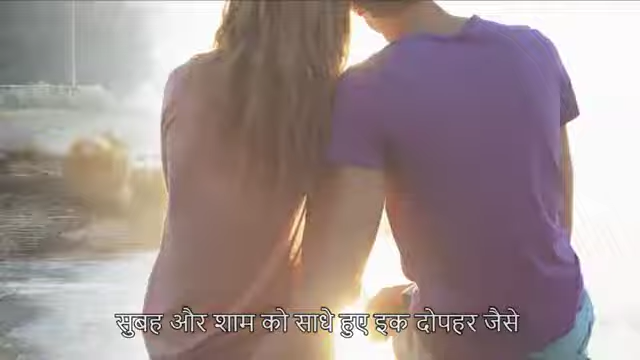 सुबह और शाम को साधे हुए इक दोपहर जैसे